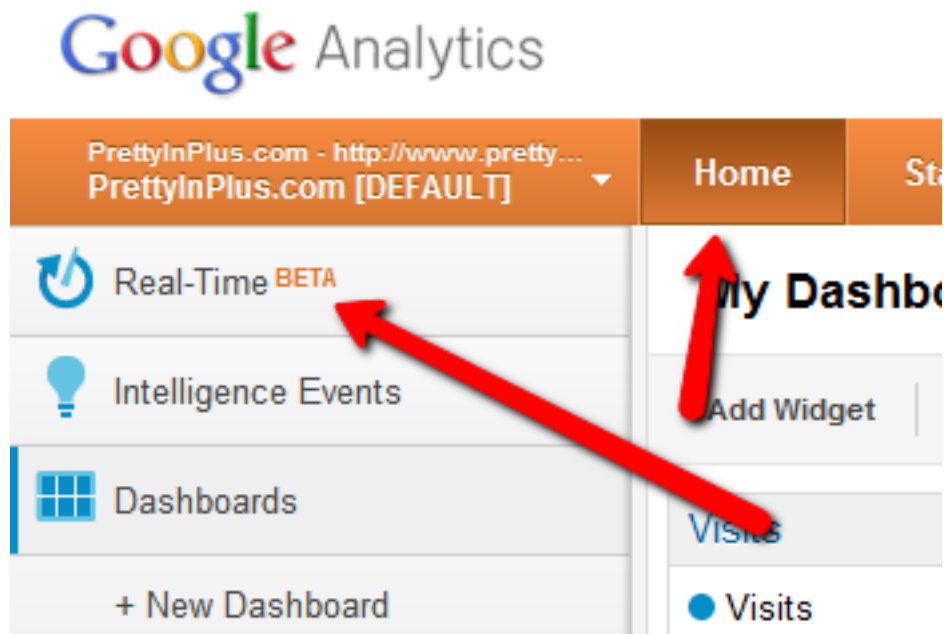 Google Analytics
PrettyInPlus.com - http://www.pretty...
PrettyInPlus.com [DEFAULT]
Home
Real-Time BETA
Intelligence Events
Dashboards
+ New Dashboard
My
Add Widget
Visits
Visits